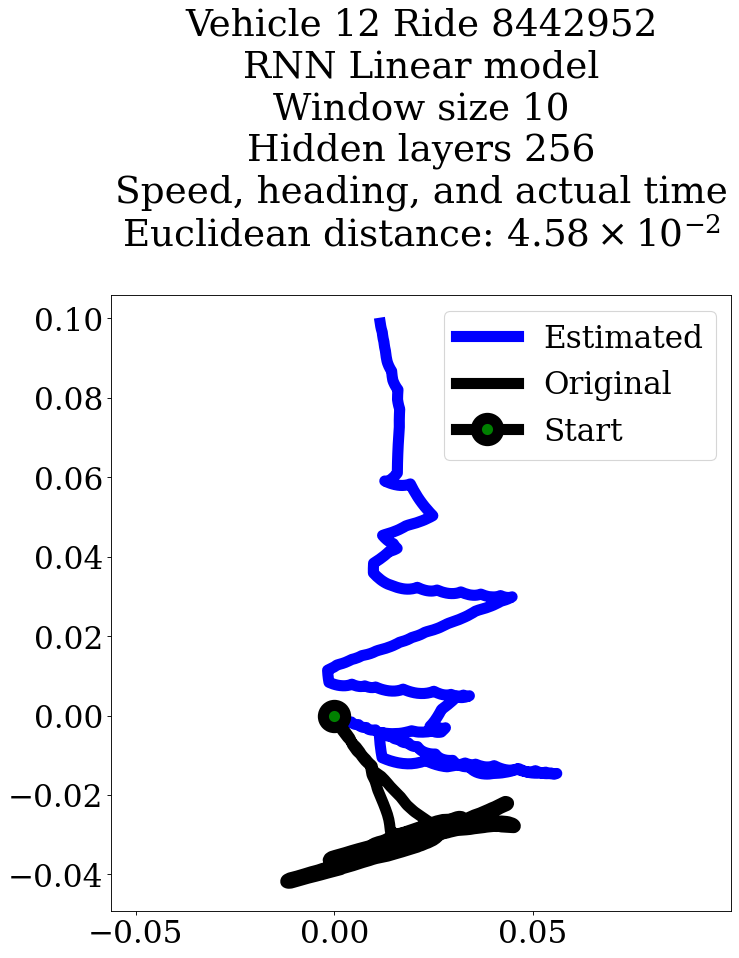 Vehicle 12 Ride 8442952
RNN Linear model
Window size 10
Hidden layers 256
Speed, heading, and actual time
Euclidean distance: 4.58 × 10⁻²
Estimated
Original
Start
0.10
0.08
0.06
0.04
0.02
0.00
−0.02
−0.04
−0.05 0.00 0.05